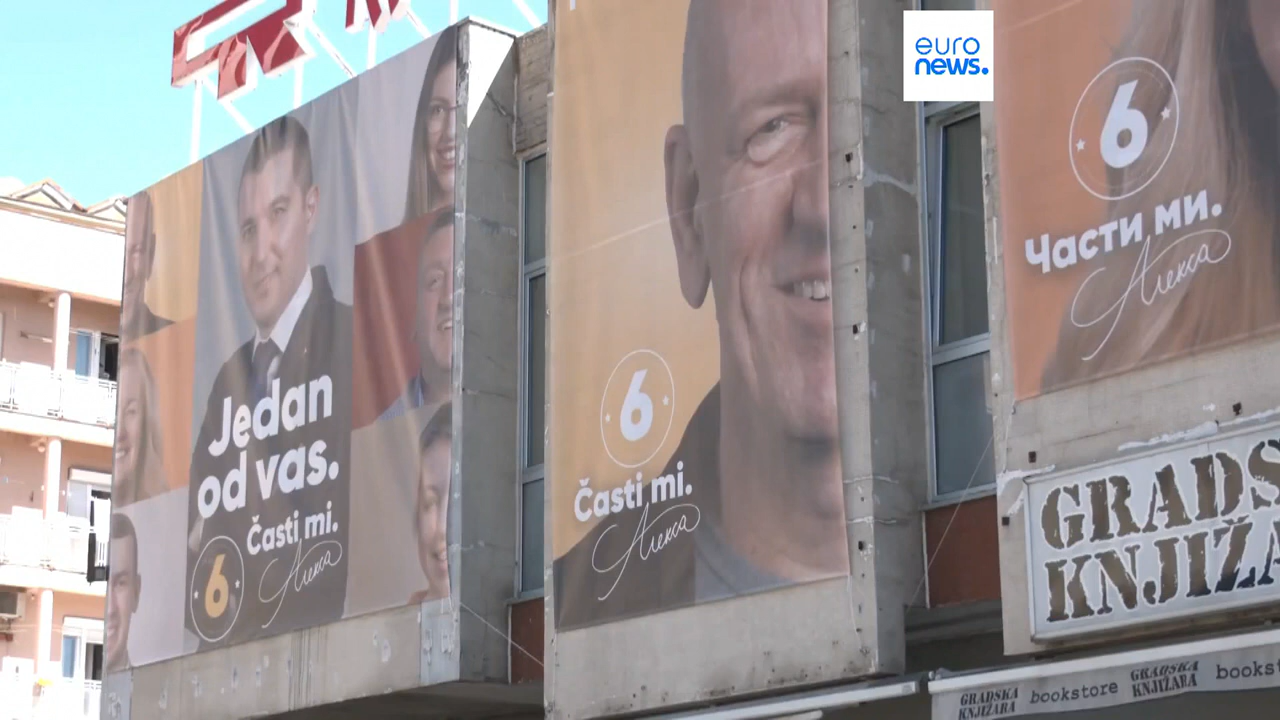 euro
news.
Jedan
od vas.
Časti mi.
Алекса
6
6
Časti mi.
Алекса
6
Части ми.
Алекса
GRADS
KNJIŽA
GRADSKA
KNJIŽARA
bookstore
GRADSKA
KNJIŽARA
bookst